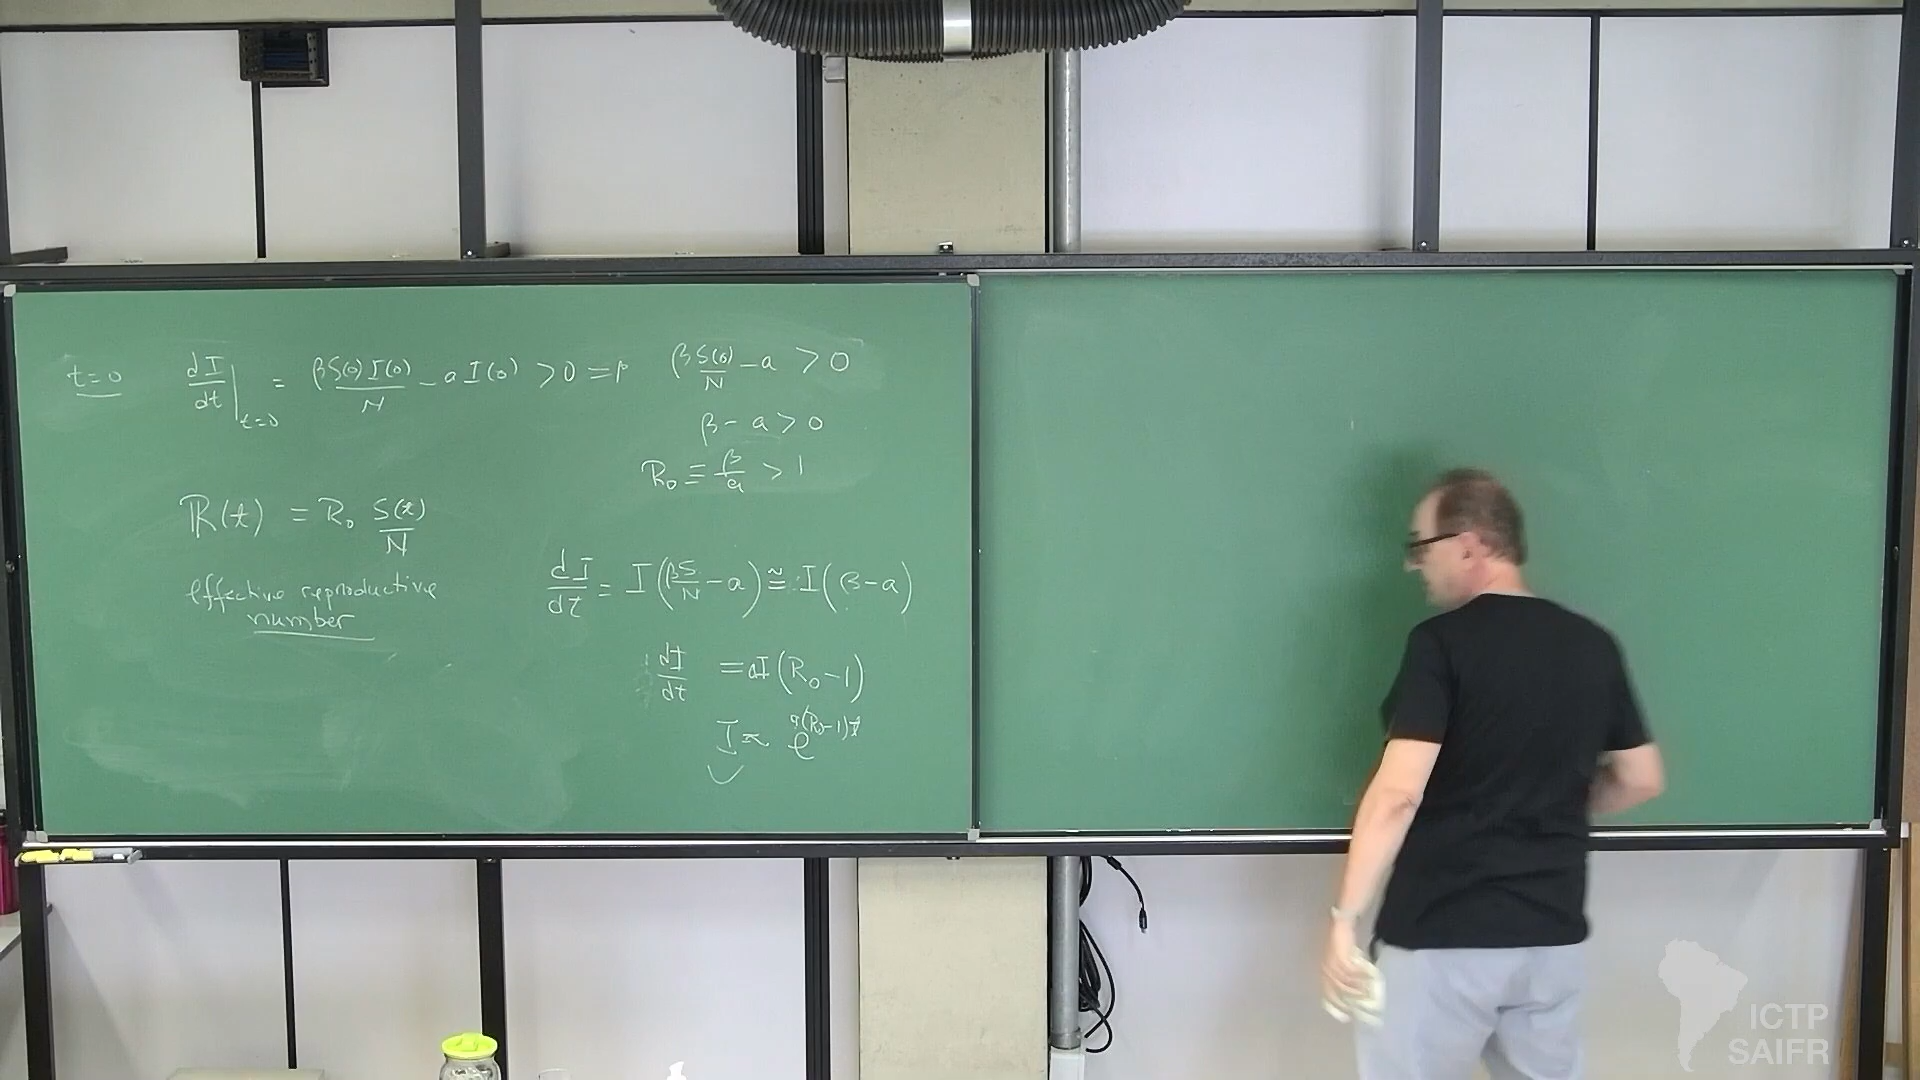 t=0 dI/dt|t=0 = βS(0)I(0)/N - aI(0) > 0 ⇒ βS(0)/N - a > 0
β - a > 0
R₀ ≡ β/a > 1
R(t) = R₀ S(t)/N
effective reproductive
number
dI/dt = I(βS/N - a) ≅ I(β - a)
dI/dt = aI(R₀ - 1)
I ≈ e^a(R₀-1)t
ICTP
SAIFR